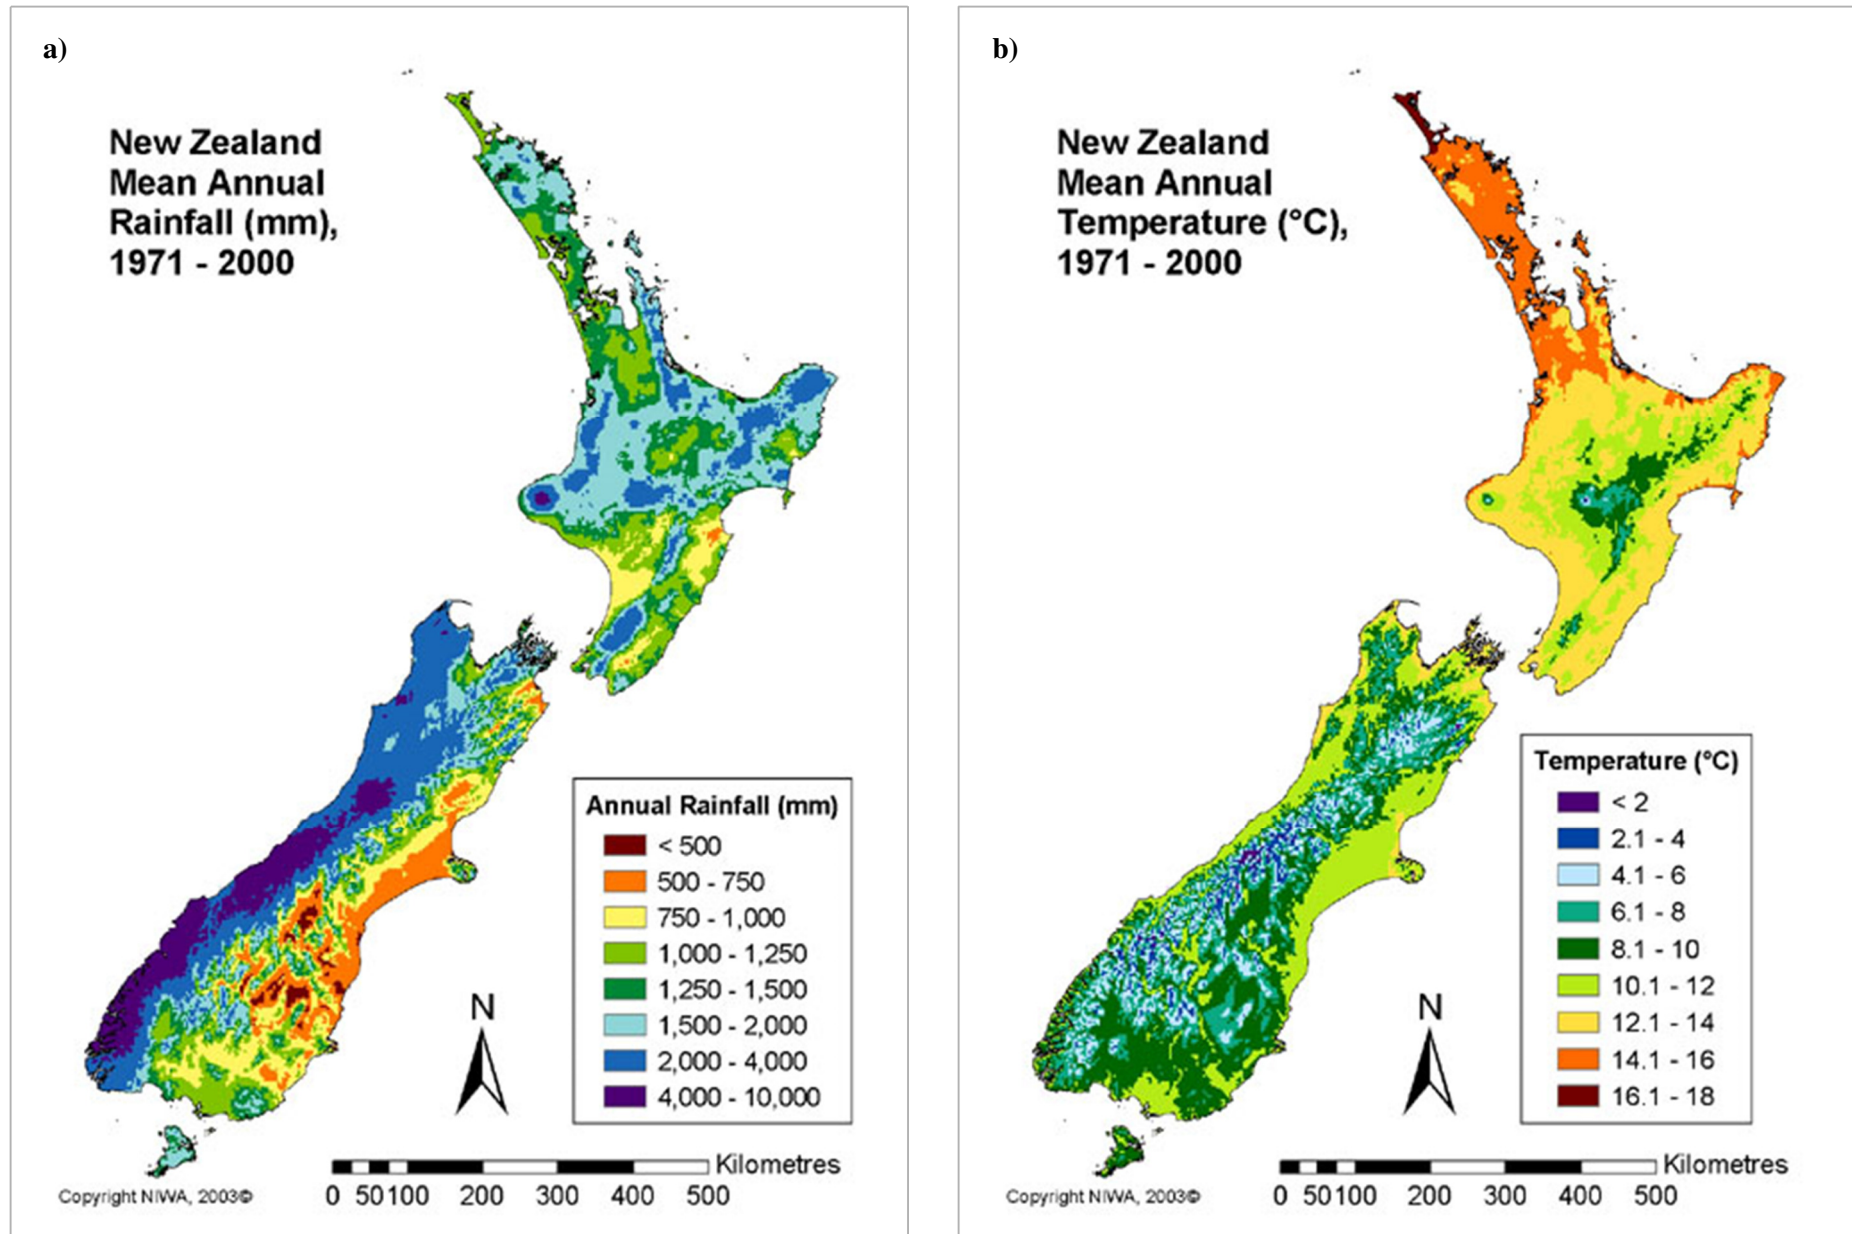 a)
New Zealand
Mean Annual
Rainfall (mm),
1971 - 2000
Annual Rainfall (mm)
< 500
500 - 750
750 - 1,000
1,000 - 1,250
1,250 - 1,500
1,500 - 2,000
2,000 - 4,000
4,000 - 10,000
N
Kilometres
0 50 100 200 300 400 500
Copyright NIWA, 2003©
b)
New Zealand
Mean Annual
Temperature (°C),
1971 - 2000
Temperature (°C)
< 2
2.1 - 4
4.1 - 6
6.1 - 8
8.1 - 10
10.1 - 12
12.1 - 14
14.1 - 16
16.1 - 18
N
Kilometres
0 50 100 200 300 400 500
Copyright NIWA, 2003©